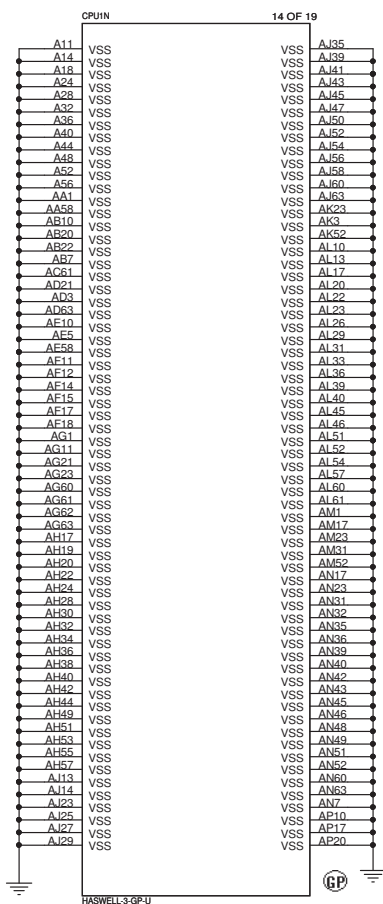 CPU1N 14 OF 19
A11 VSS VSS AJ35
A14 VSS VSS AJ39
A18 VSS VSS AJ41
A24 VSS VSS AJ43
A28 VSS VSS AJ45
A32 VSS VSS AJ47
A36 VSS VSS AJ50
A40 VSS VSS AJ52
A44 VSS VSS AJ54
A48 VSS VSS AJ56
A52 VSS VSS AJ58
A56 VSS VSS AJ60
AA1 VSS VSS AJ63
AA58 VSS VSS AK23
AB10 VSS VSS AK3
AB20 VSS VSS AK52
AB22 VSS VSS AL10
AB7 VSS VSS AL13
AC61 VSS VSS AL17
AD21 VSS VSS AL20
AD3 VSS VSS AL22
AD63 VSS VSS AL23
AE10 VSS VSS AL26
AE5 VSS VSS AL29
AE58 VSS VSS AL31
AF11 VSS VSS AL33
AF12 VSS VSS AL36
AF14 VSS VSS AL39
AF15 VSS VSS AL40
AF17 VSS VSS AL45
AF18 VSS VSS AL46
AG1 VSS VSS AL51
AG11 VSS VSS AL52
AG21 VSS VSS AL54
AG23 VSS VSS AL57
AG60 VSS VSS AL60
AG61 VSS VSS AL61
AG62 VSS VSS AM1
AG63 VSS VSS AM17
AH17 VSS VSS AM23
AH19 VSS VSS AM31
AH20 VSS VSS AM52
AH22 VSS VSS AN17
AH24 VSS VSS AN23
AH28 VSS VSS AN31
AH30 VSS VSS AN32
AH32 VSS VSS AN35
AH34 VSS VSS AN36
AH36 VSS VSS AN39
AH38 VSS VSS AN40
AH40 VSS VSS AN42
AH42 VSS VSS AN43
AH44 VSS VSS AN45
AH49 VSS VSS AN46
AH51 VSS VSS AN48
AH53 VSS VSS AN49
AH55 VSS VSS AN51
AH57 VSS VSS AN52
AJ13 VSS VSS AN60
AJ14 VSS VSS AN63
AJ23 VSS VSS AN7
AJ25 VSS VSS AP10
AJ27 VSS VSS AP17
AJ29 VSS VSS AP20
GP
HASWELL-3-GP-U